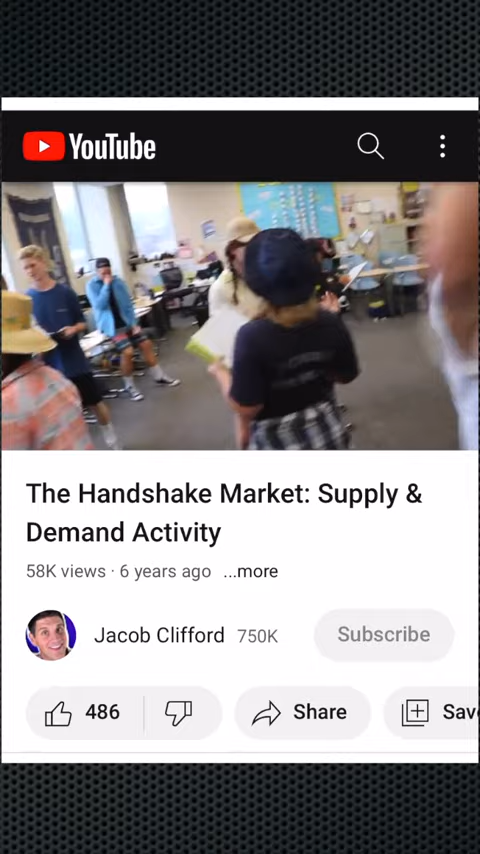 YouTube
The Handshake Market: Supply &
Demand Activity
58K views · 6 years ago ...more
Jacob Clifford 750K Subscribe
486 Share Sav